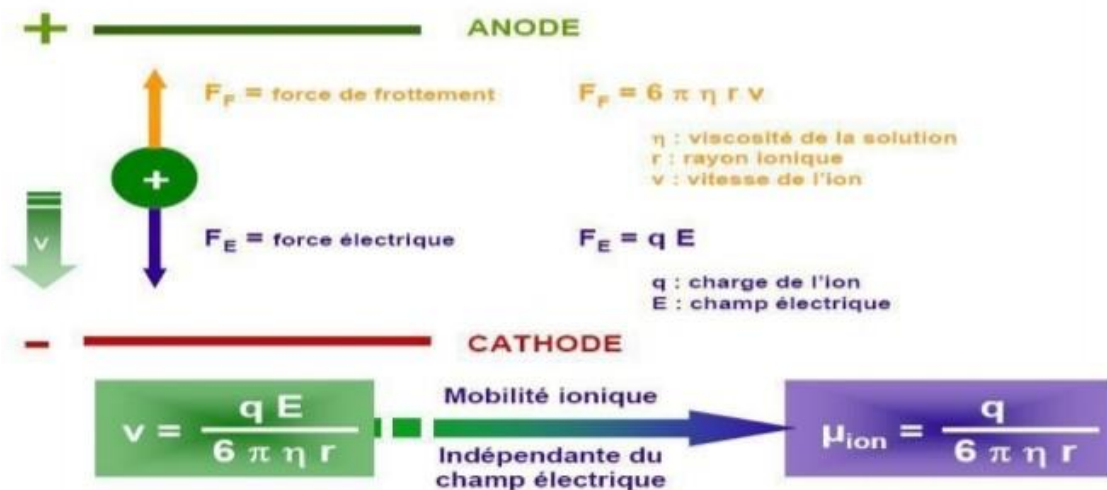 + ANODE
F_F = force de frottement F_F = 6 π η r v
η : viscosité de la solution
r : rayon ionique
v : vitesse de l'ion
+
v
F_E = force électrique F_E = q E
q : charge de l'ion
E : champ électrique
- CATHODE
v = q E / 6 π η r
Mobilité ionique
Indépendante du
champ électrique
μ_ion = q / 6 π η r